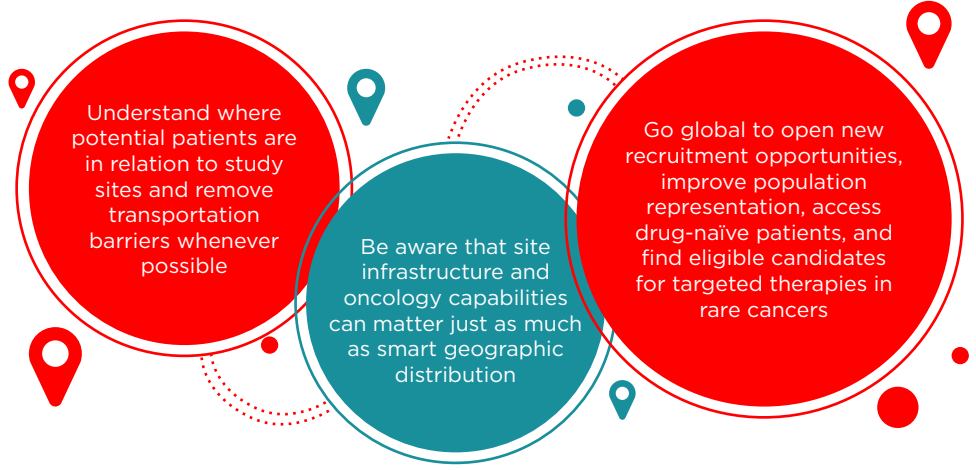 Understand where
potential patients are
in relation to study
sites and remove
transportation
barriers whenever
possible
Be aware that site
infrastructure and
oncology capabilities
can matter just as much
as smart geographic
distribution
Go global to open new
recruitment opportunities,
improve population
representation, access
drug-naïve patients, and
find eligible candidates
for targeted therapies in
rare cancers